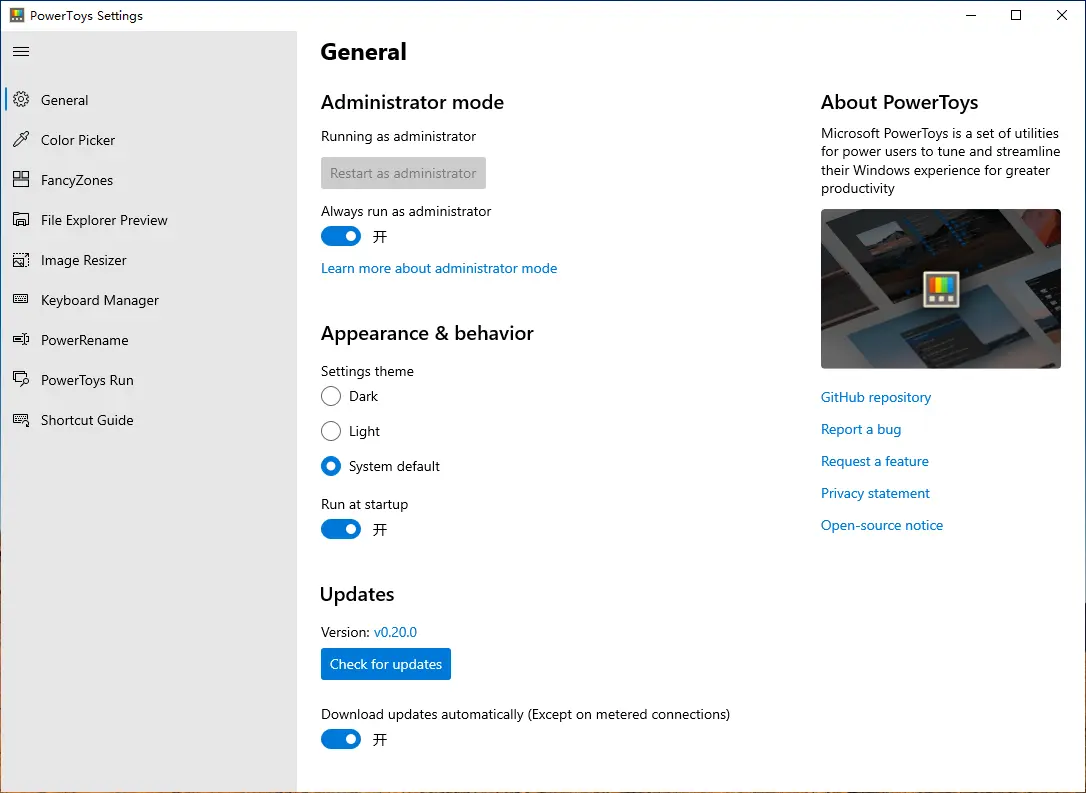 PowerToys Settings
General
Color Picker
FancyZones
File Explorer Preview
Image Resizer
Keyboard Manager
PowerRename
PowerToys Run
Shortcut Guide
General
Administrator mode
Running as administrator
Restart as administrator
Always run as administrator
开
Learn more about administrator mode
Appearance & behavior
Settings theme
Dark
Light
System default
Run at startup
开
Updates
Version: v0.20.0
Check for updates
Download updates automatically (Except on metered connections)
开
About PowerToys
Microsoft PowerToys is a set of utilities
for power users to tune and streamline
their Windows experience for greater
productivity
GitHub repository
Report a bug
Request a feature
Privacy statement
Open-source notice